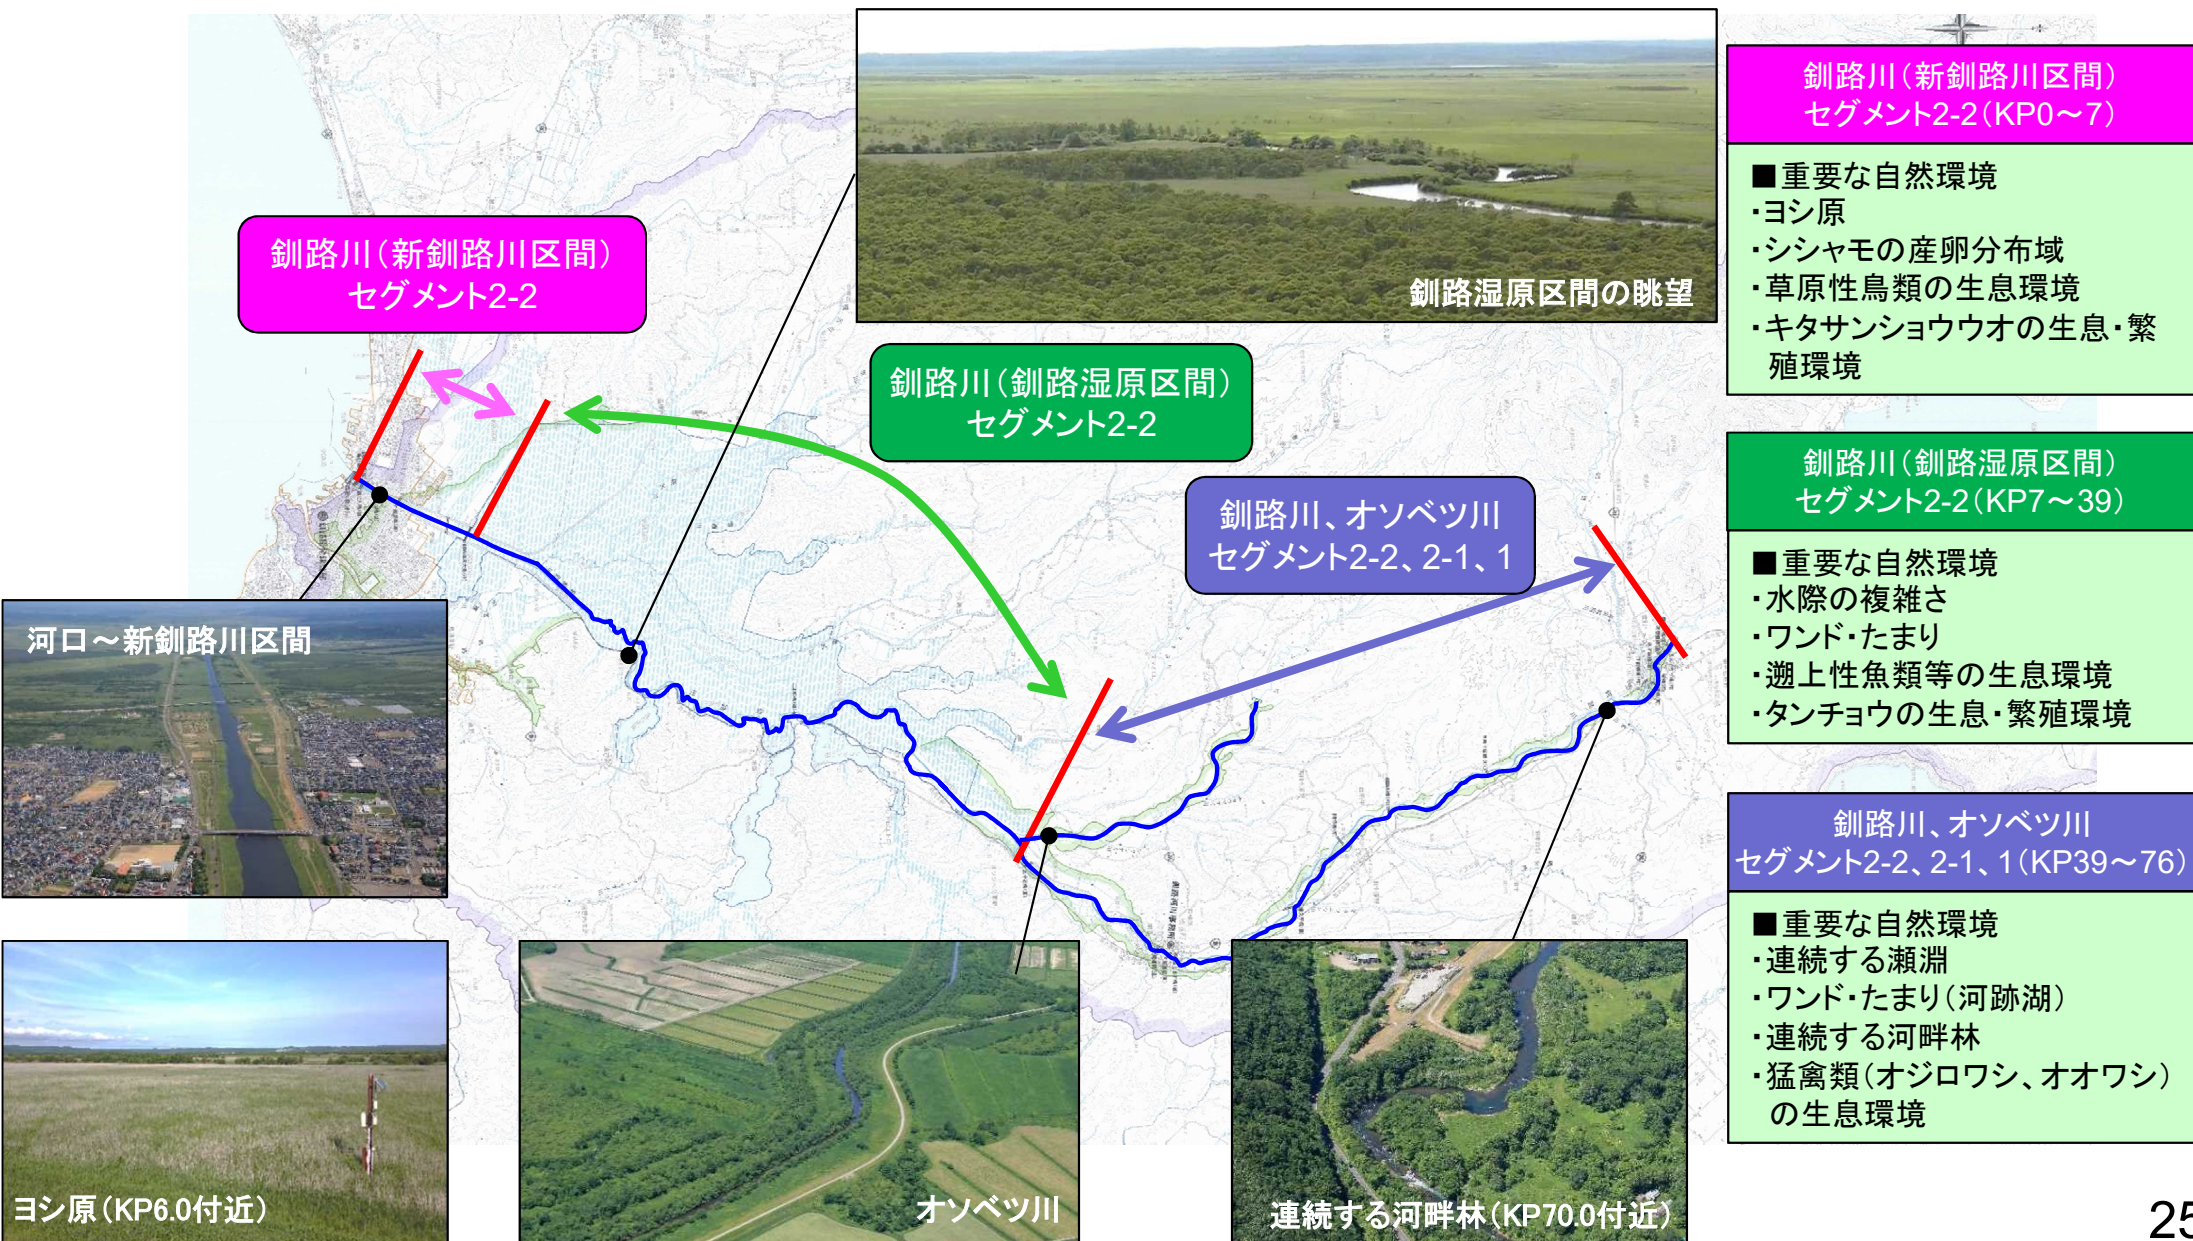 釧路川(新釧路川区間)
セグメント2-2
釧路湿原区間の眺望
釧路川(釧路湿原区間)
セグメント2-2
釧路川、オソベツ川
セグメント2-2、2-1、1
河口～新釧路川区間
ヨシ原(KP6.0付近)
オソベツ川
連続する河畔林(KP70.0付近)
釧路川(新釧路川区間)
セグメント2-2(KP0～7)
■重要な自然環境
・ヨシ原
・シシャモの産卵分布域
・草原性鳥類の生息環境
・キタサンショウウオの生息・繁
殖環境
釧路川(釧路湿原区間)
セグメント2-2(KP7～39)
■重要な自然環境
・水際の複雑さ
・ワンド・たまり
・遡上性魚類等の生息環境
・タンチョウの生息・繁殖環境
釧路川、オソベツ川
セグメント2-2、2-1、1(KP39～76)
■重要な自然環境
・連続する瀬淵
・ワンド・たまり(河跡湖)
・連続する河畔林
・猛禽類(オジロワシ、オオワシ)
の生息環境
25